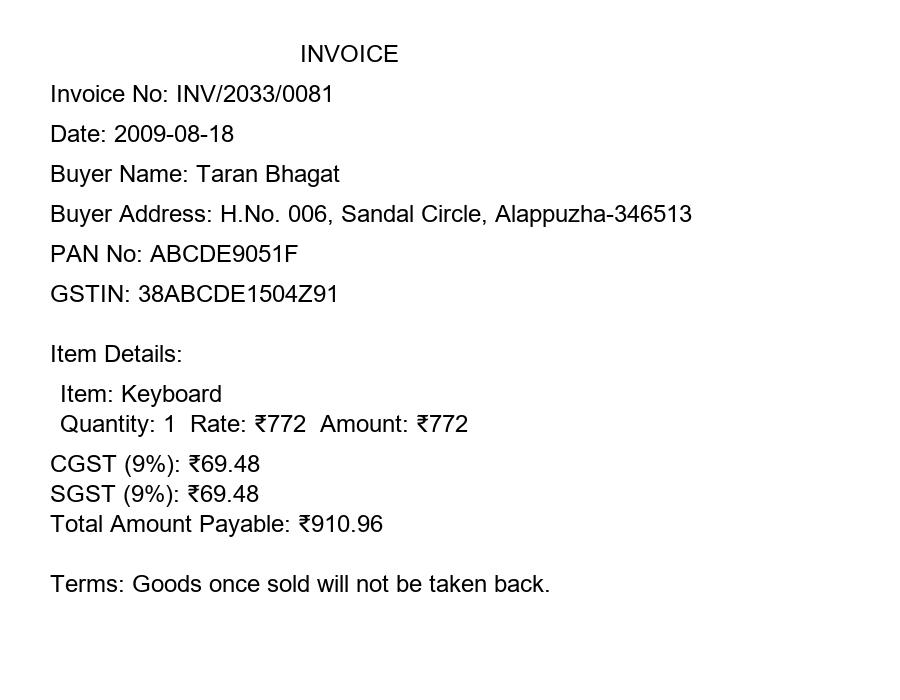 INVOICE
Invoice No: INV/2033/0081
Date: 2009-08-18
Buyer Name: Taran Bhagat
Buyer Address: H.No. 006, Sandal Circle, Alappuzha-346513
PAN No: ABCDE9051F
GSTIN: 38ABCDE1504Z91
Item Details:
Item: Keyboard
Quantity: 1 Rate: ₹772 Amount: ₹772
CGST (9%): ₹69.48
SGST (9%): ₹69.48
Total Amount Payable: ₹910.96
Terms: Goods once sold will not be taken back.